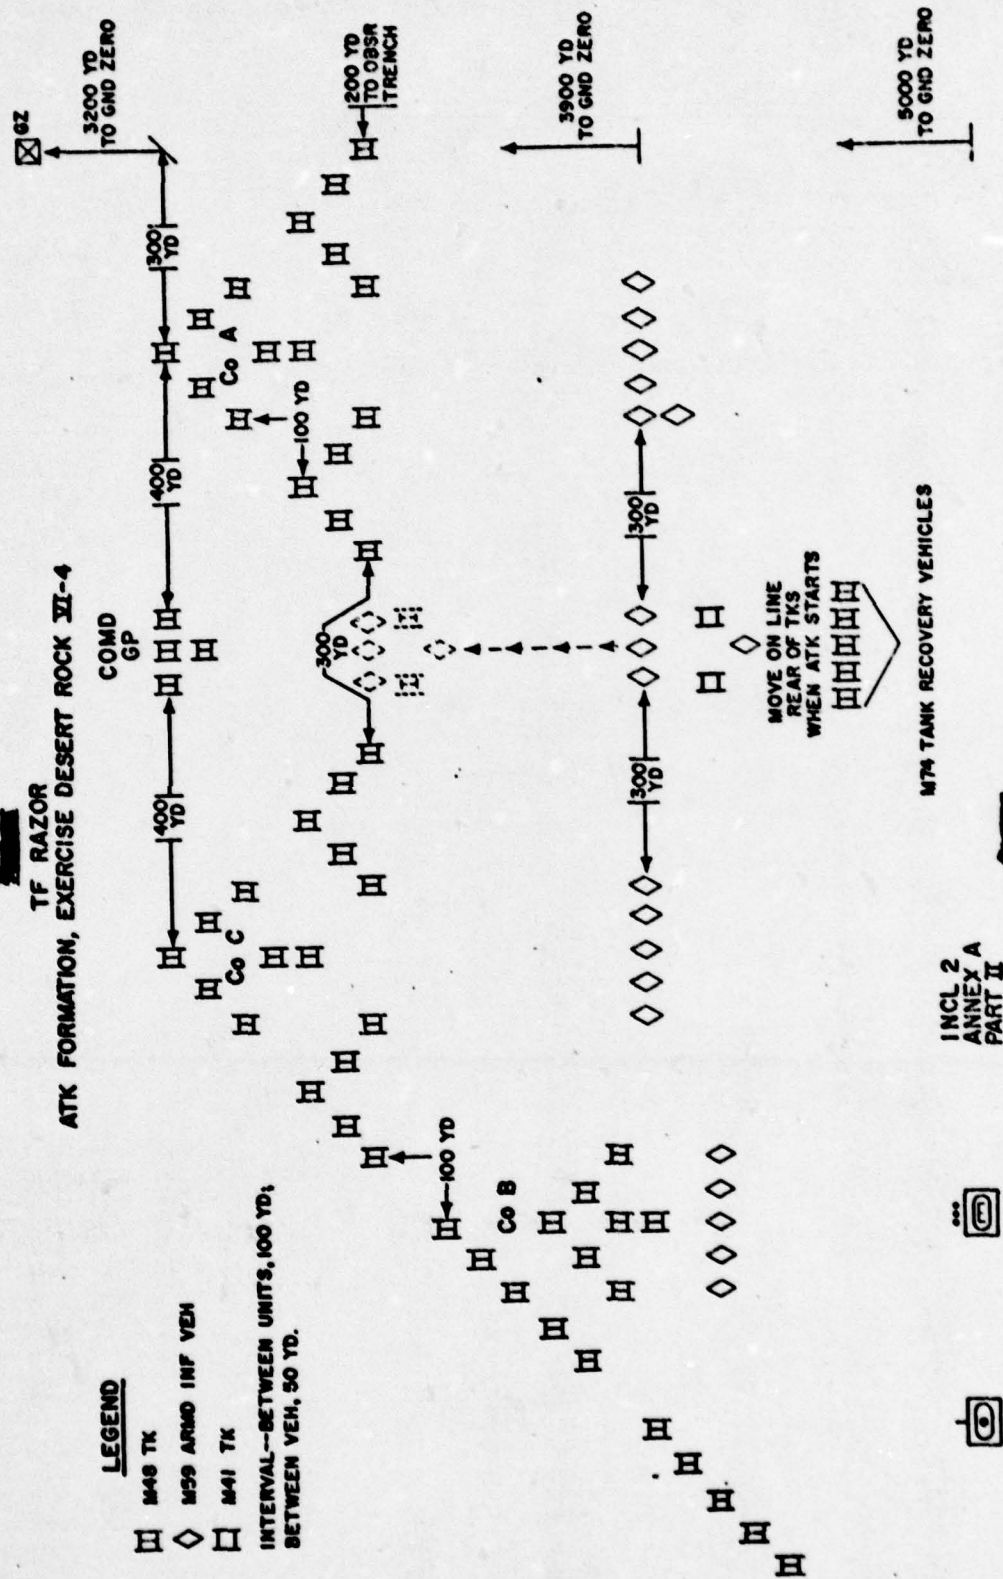 TF RAZOR
ATK FORMATION, EXERCISE DESERT ROCK VI-4
COMD
GP
GZ
3200 YD
TO GND ZERO
400
YD
400
YD
300
YD
Co C
Co A
100 YD
300
YD
200 YD
TO OBSR
TRENCH
3900 YD
TO GND ZERO
5000 YD
TO GND ZERO
100 YD
Co B
300
YD
300
YD
MOVE ON LINE
REAR OF TKS
WHEN ATK STARTS
M74 TANK RECOVERY VEHICLES
LEGEND
M48 TK
M59 ARMD INF VEH
M41 TK
INTERVAL--BETWEEN UNITS, 100 YD;
BETWEEN VEH, 50 YD.
INCL 2
ANNEX A
PART II